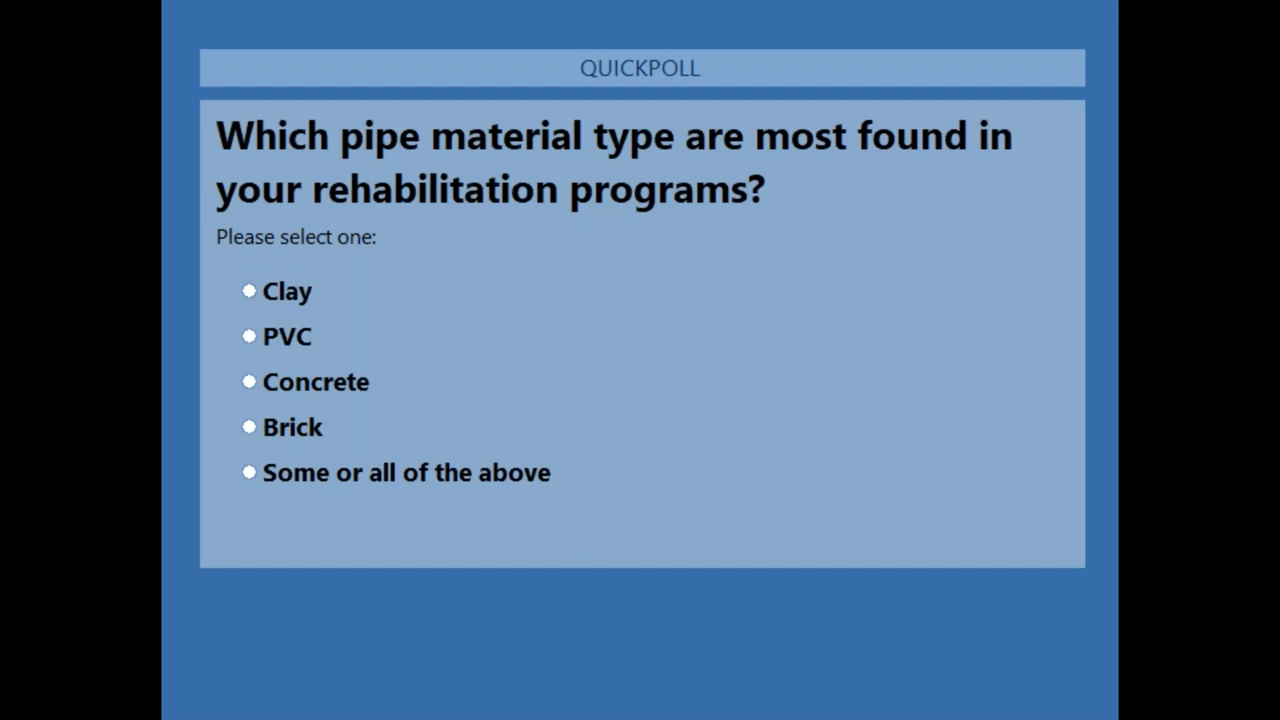 QUICKPOLL
Which pipe material type are most found in
your rehabilitation programs?
Please select one:
Clay
PVC
Concrete
Brick
Some or all of the above